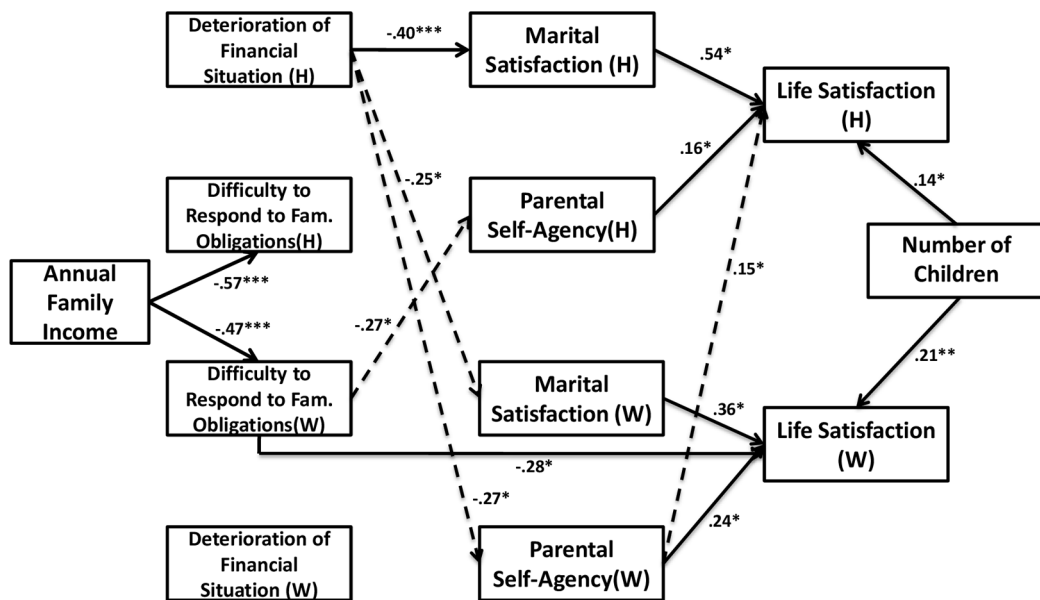 Deterioration of
Financial
Situation (H)
-.40***
Marital
Satisfaction (H)
.54*
Life Satisfaction
(H)
.16*
-.25*
Difficulty to
Respond to Fam.
Obligations(H)
Parental
Self-Agency(H)
.14*
Number of
Children
Annual
Family
Income
-.57***
-.47***
.15*
-.27*
.21**
Difficulty to
Respond to Fam.
Obligations(W)
Marital
Satisfaction (W)
.36*
Life Satisfaction
(W)
-.28*
-.27*
.24*
Deterioration of
Financial
Situation (W)
Parental
Self-Agency(W)